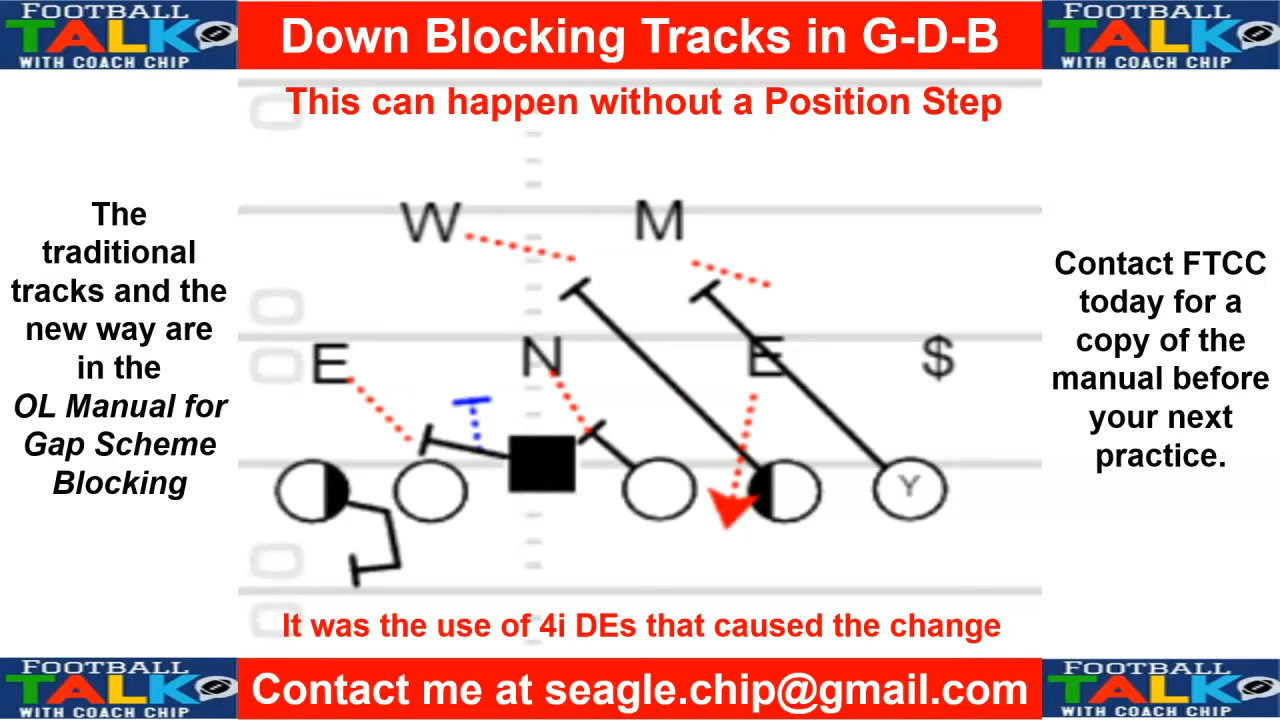 FOOTBALL
TALK
WITH COACH CHIP
Down Blocking Tracks in G-D-B
FOOTBALL
TALK
WITH COACH CHIP
This can happen without a Position Step
The
traditional
tracks and the
new way are
in the
OL Manual for
Gap Scheme
Blocking
W
M
E
N
E
$
Y
Contact FTCC
today for a
copy of the
manual before
your next
practice.
It was the use of 4i DEs that caused the change
FOOTBALL
TALK
WITH COACH CHIP
Contact me at seagle.chip@gmail.com
FOOTBALL
TALK
WITH COACH CHIP